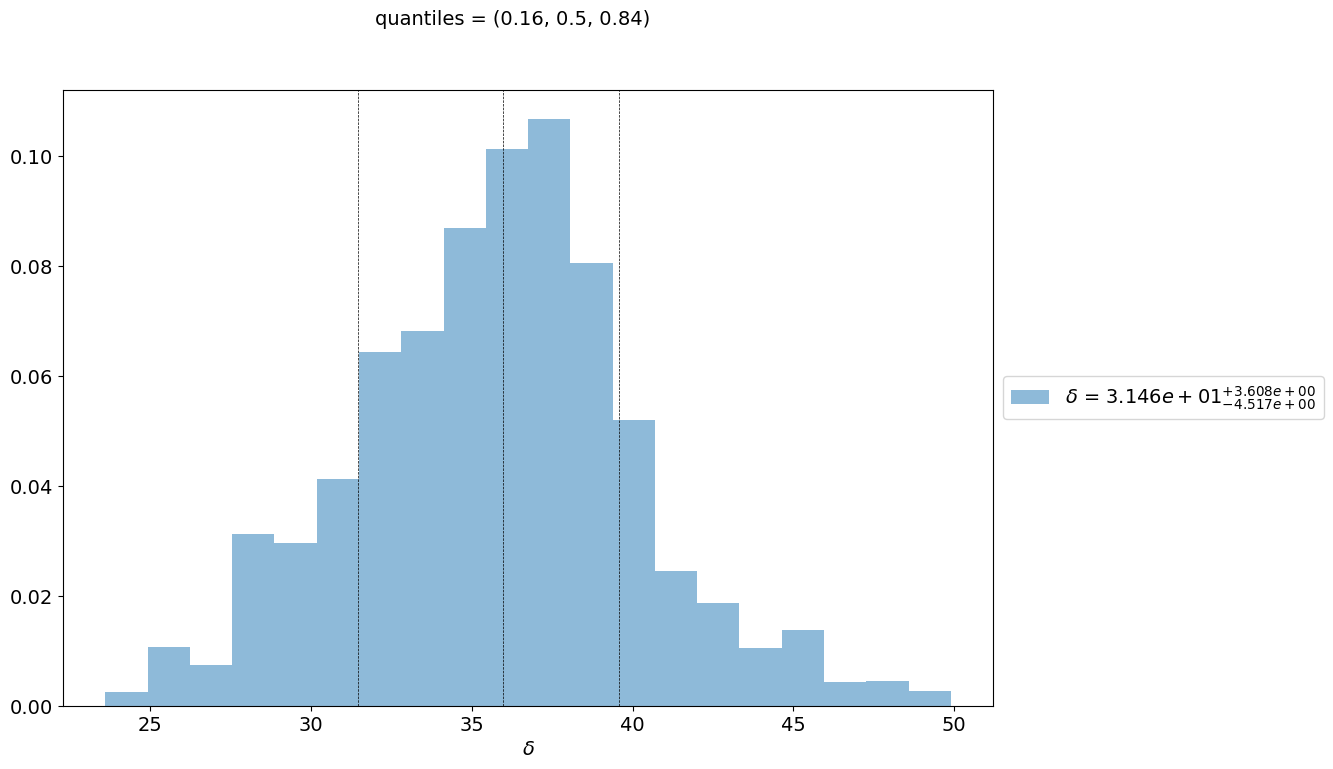 quantiles = (0.16, 0.5, 0.84)
0.10
0.08
0.06
0.04
0.02
0.00
25 30 35 40 45 50
δ
δ = 3.146e + 01 +3.608e+00 −4.517e+00